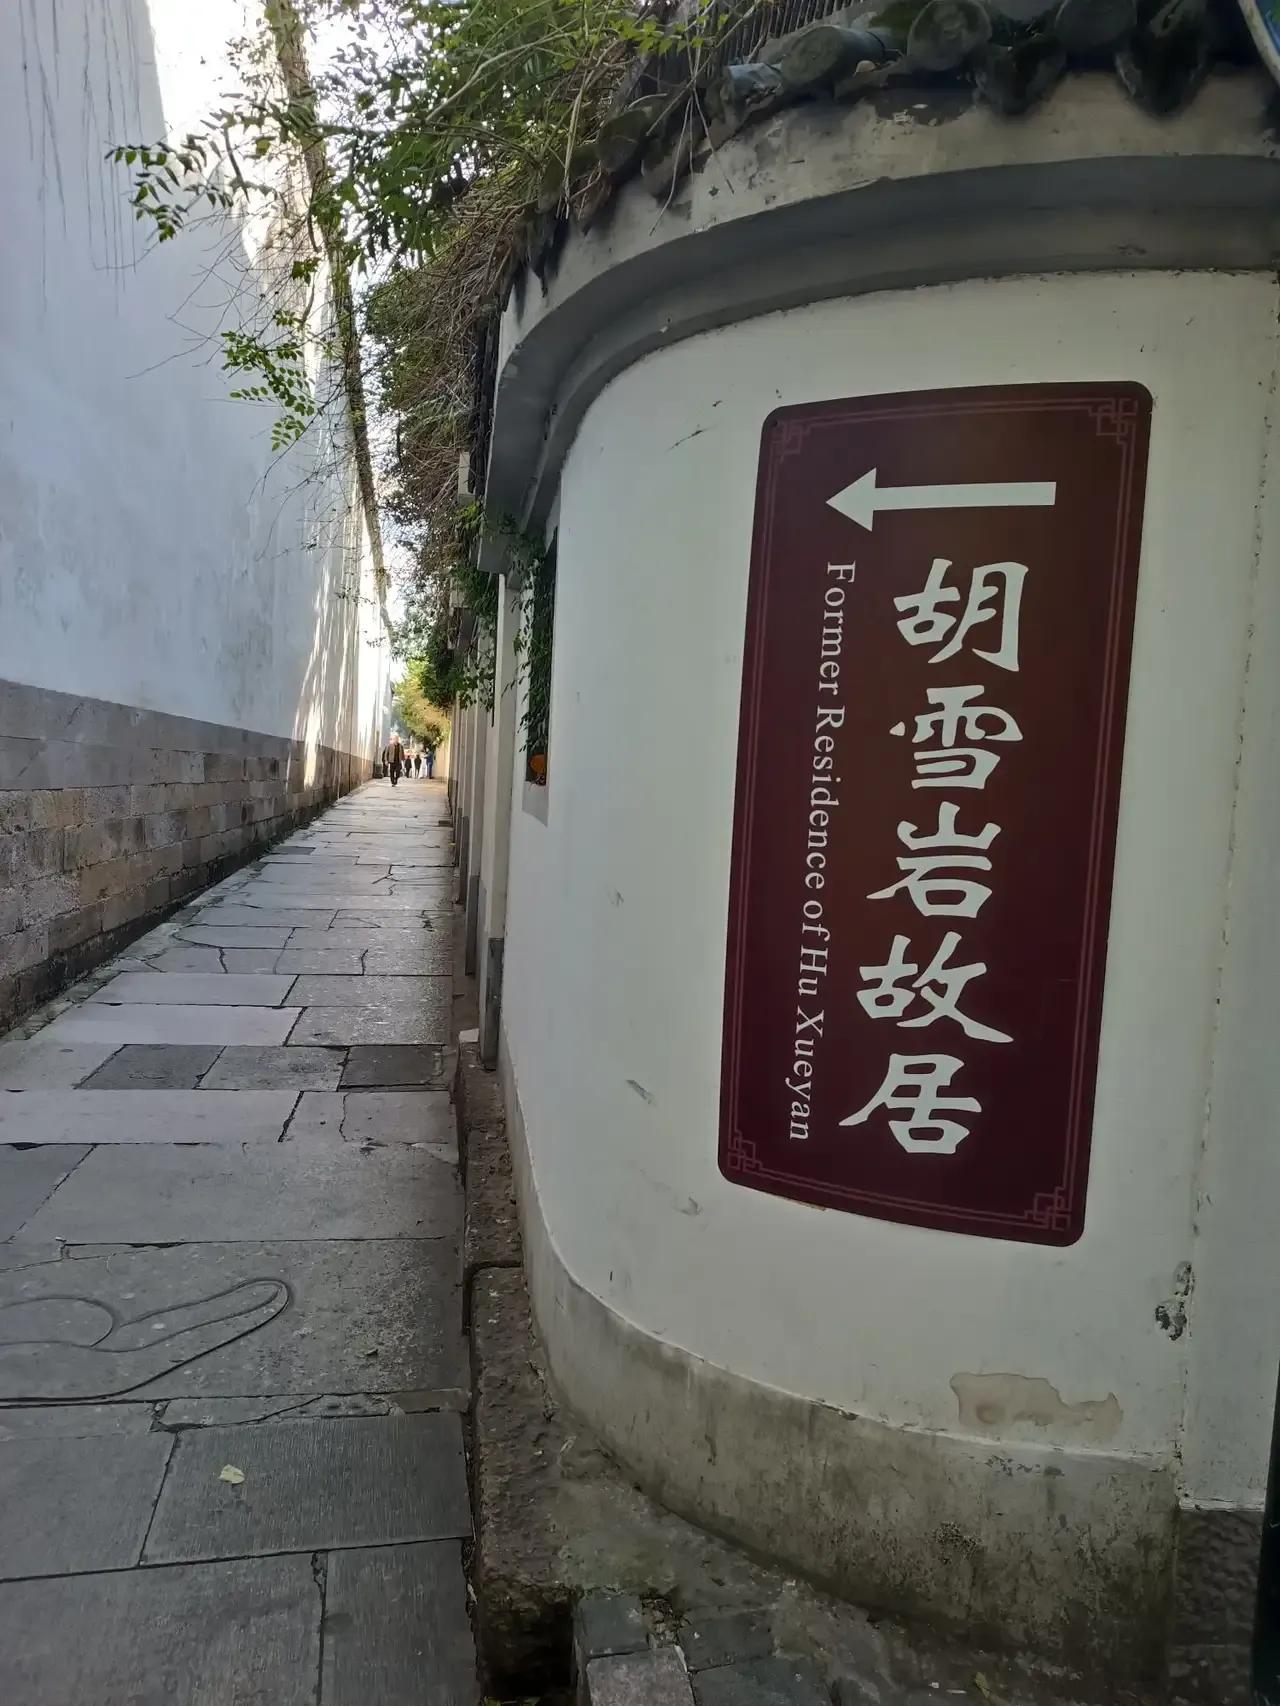 胡雪岩故居
Former Residence of Hu Xueyan